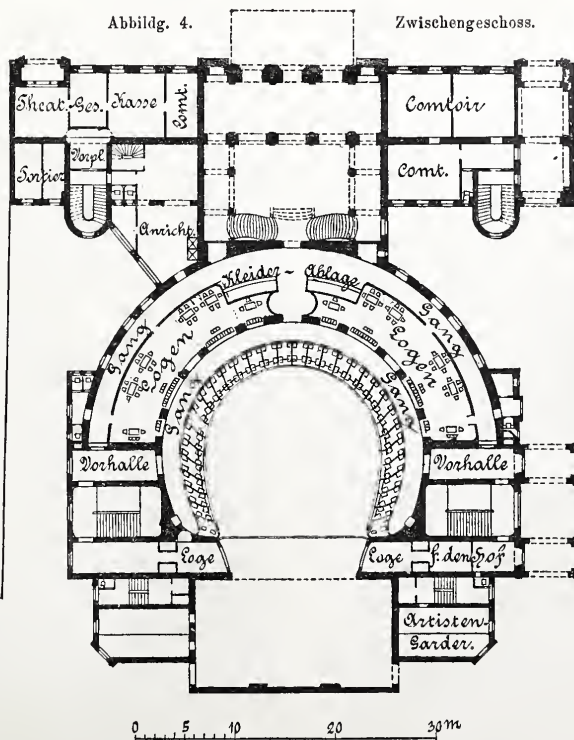 Abbildg. 4. Zwischengeschoss.
Theat. Ges. Kasse Comt. Comtoir
Vorpl. Comt.
Portier
Anricht.
Kleider - Ablage
Gang Logen Logen Gang
Gang Gang
Vorhalle Vorhalle
Loge Loge f. den Hof
Artisten-
Garder.
0 5 10 20 30 m